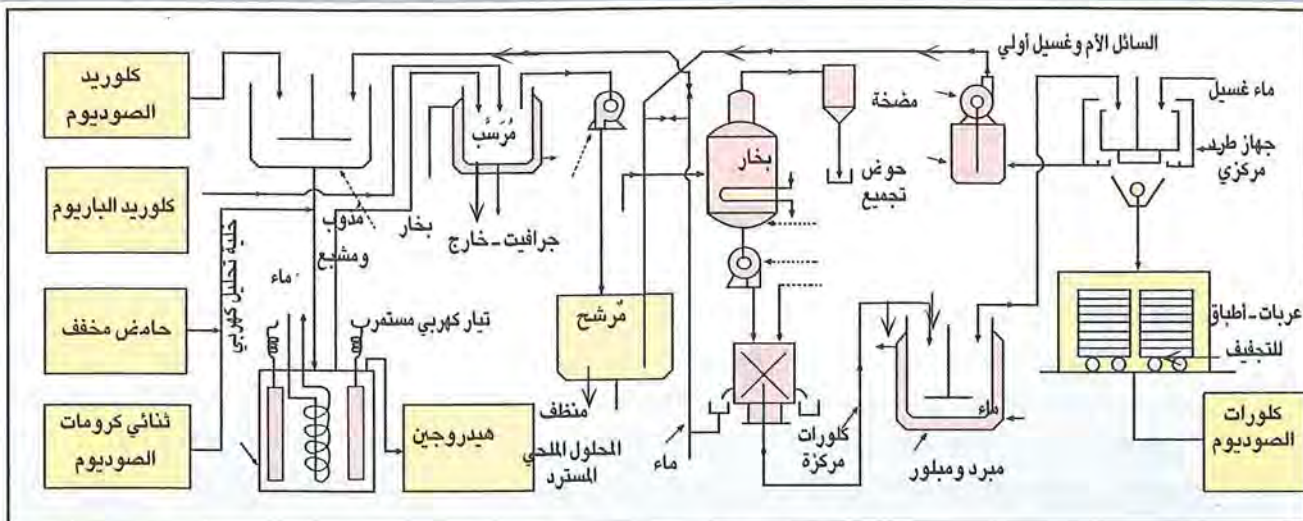 السائل الأم وغسيل أولي
كلوريد
الصوديوم
ماء غسيل
مضخة
مُرَسَّب
بخار
جهاز طرد
مركزي
حوض
تجميع
كلوريد الباريوم
مدوب
ومشبع
بخار
جرافيت - خارج
خلية تحليل كهربي
ماء
حامض مخفف
تيار كهربي مستمرب
مُرشح
عربات - أطباق
للتجفيف
ثنائي كرومات
الصوديوم
هيدروجين
منظف
المحلول الملحي
المسترد
ماء
كلورات
مركزة
ماء
مبرد ومبلور
كلورات
الصوديوم